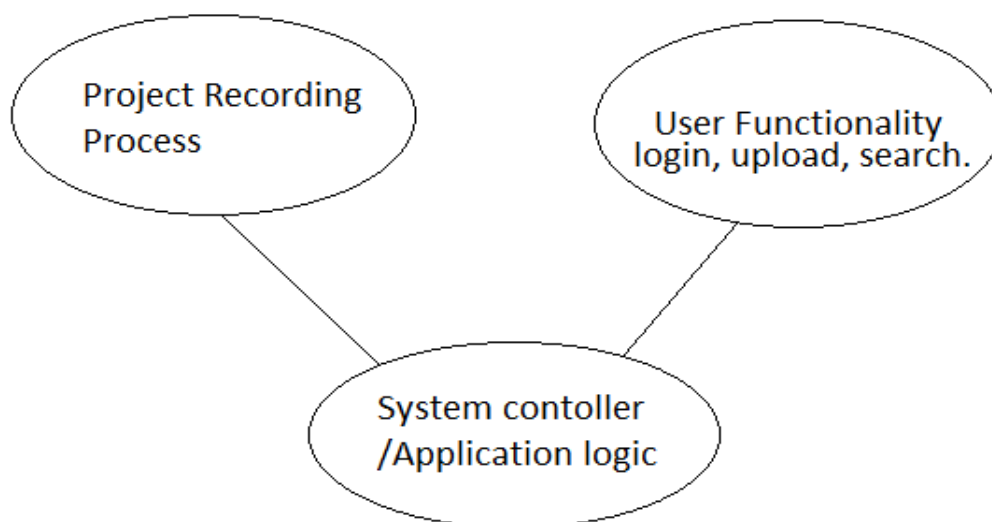 Project Recording
Process
User Functionality
login, upload, search.
System contoller
/Application logic